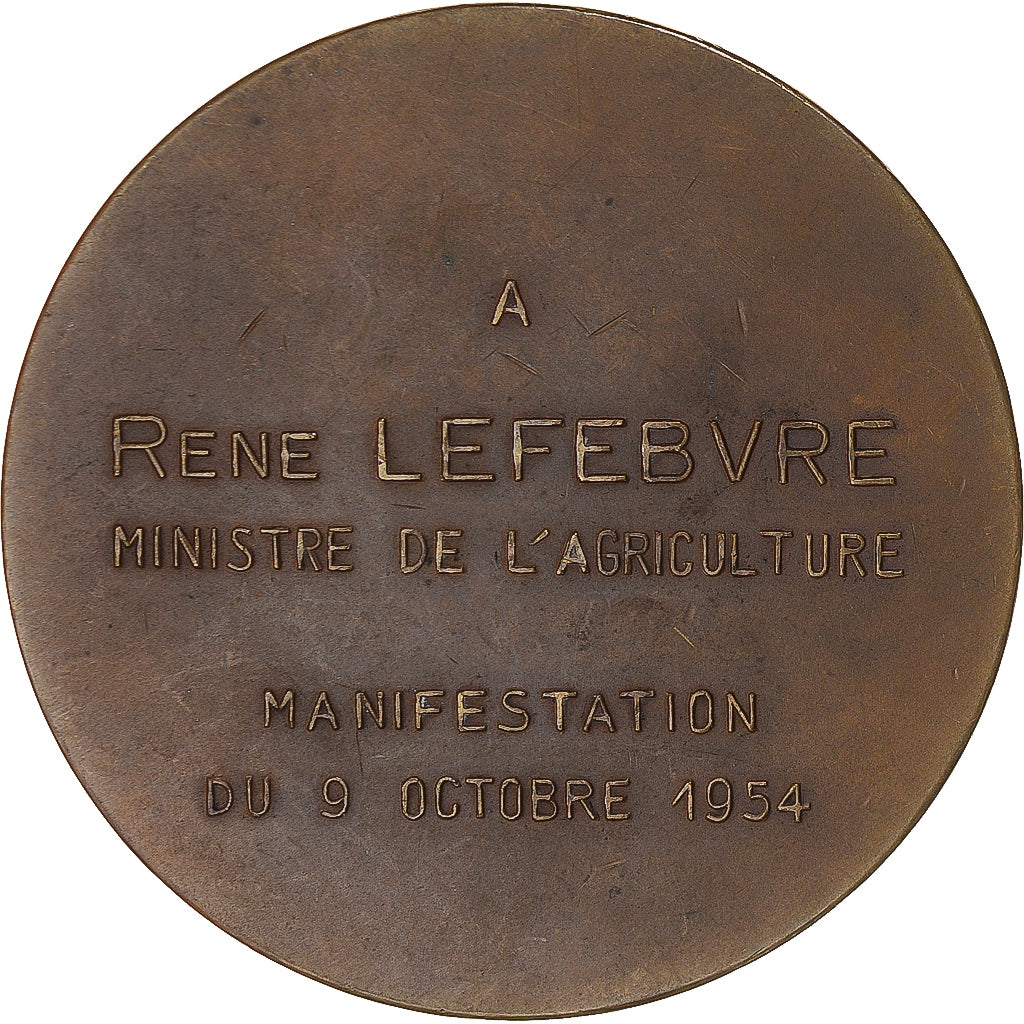 A
RENE LEFEBVRE
MINISTRE DE L'AGRICULTURE
MANIFESTATION
DU 9 OCTOBRE 1954